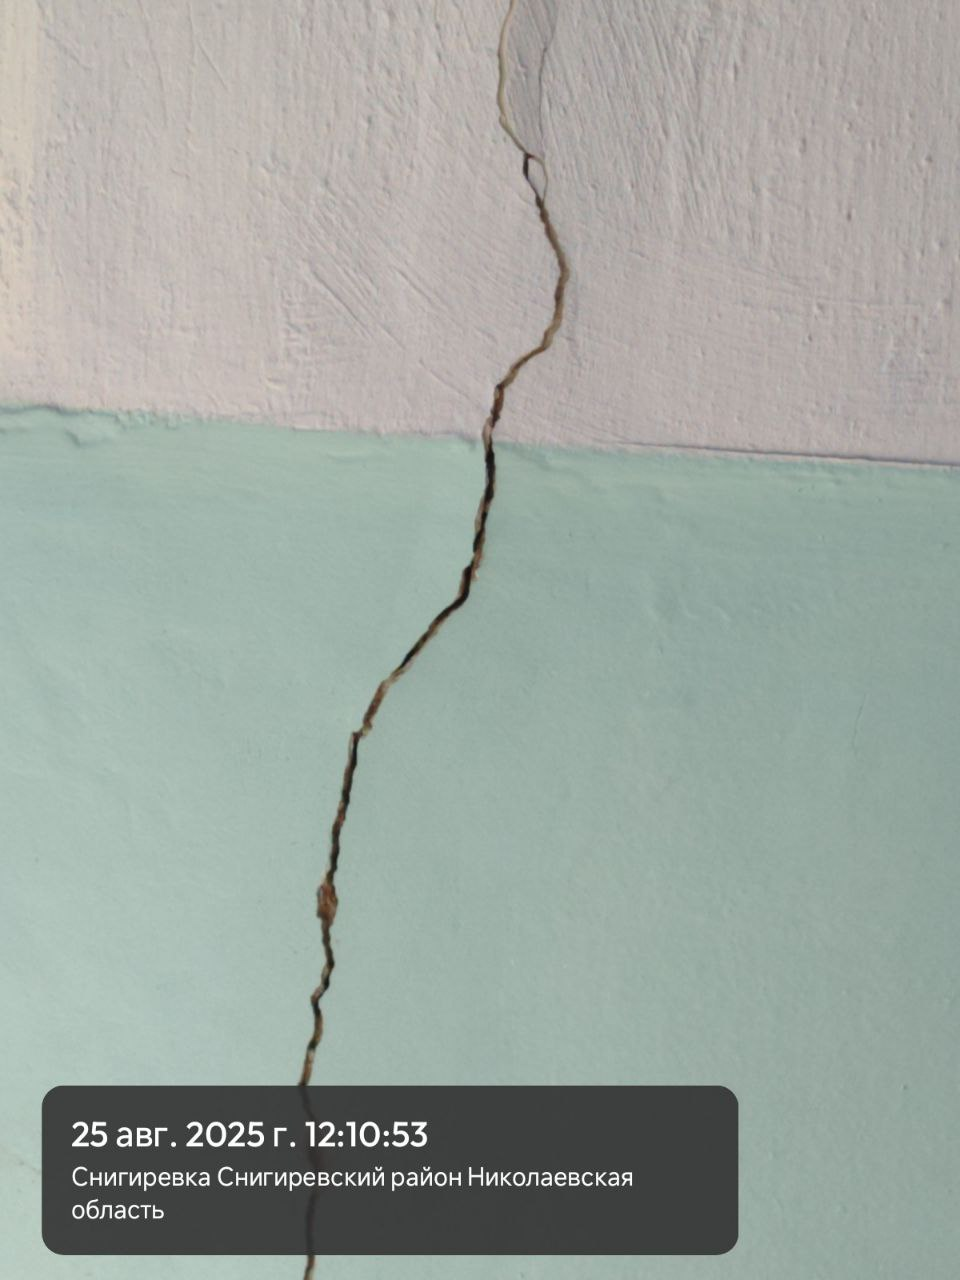 25 авг. 2025 г. 12:10:53
Снигиревка Снигиревский район Николаевская
область